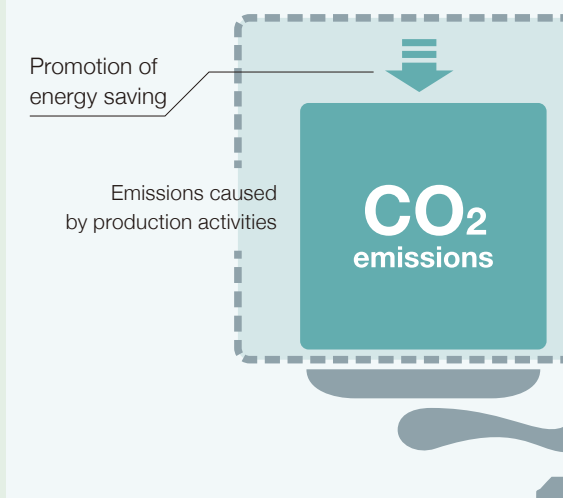 Promotion of
energy saving
Emissions caused
by production activities
CO2
emissions